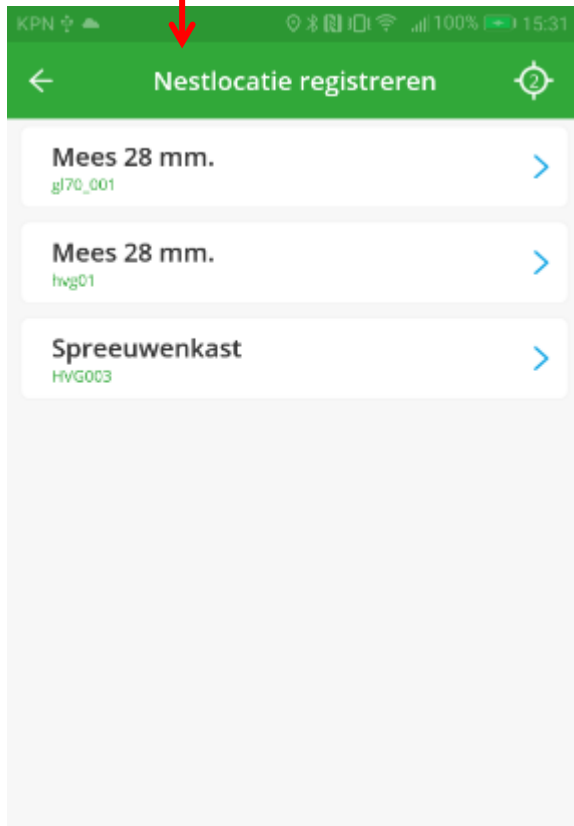 KPN 100% 15:31
Nestlocatie registreren 2
Mees 28 mm.
gl70_001
Mees 28 mm.
hvg01
Spreeuwenkast
HVG003